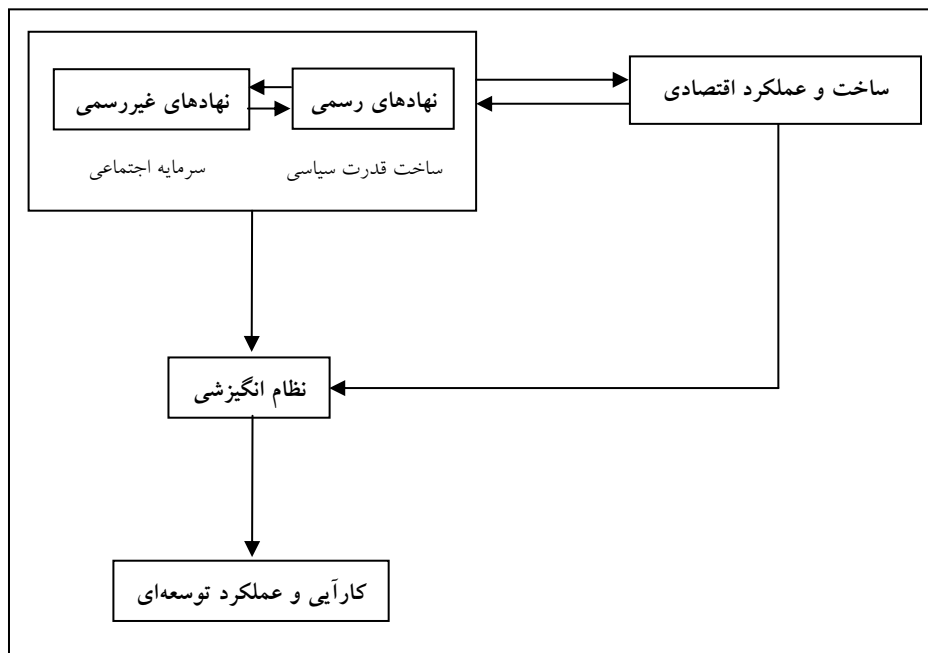 ساخت و عملکرد اقتصادی
نهادهای رسمی
نهادهای غیررسمی
ساخت قدرت سیاسی
سرمایه اجتماعی
نظام انگیزشی
کارآیی و عملکرد توسعه‌ای